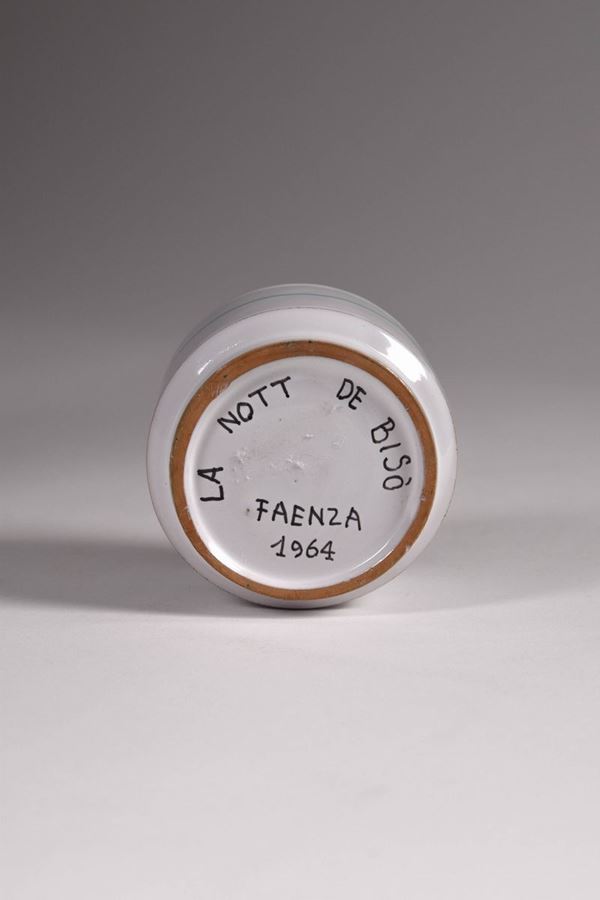 LA NOTT DE BISÒ
FAENZA
1964